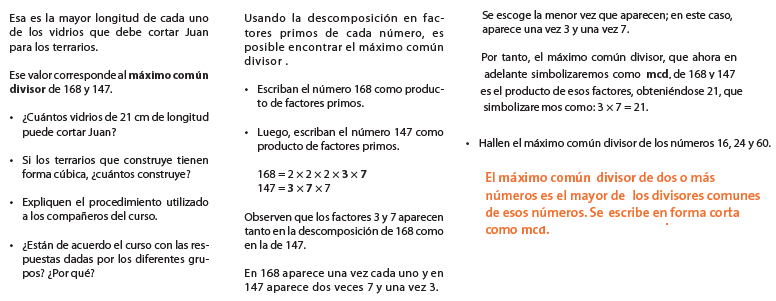 Esa es la mayor longitud de cada uno
de los vidrios que debe cortar Juan
para los terrarios.
Ese valor corresponde al máximo común
divisor de 168 y 147.
• ¿Cuántos vidrios de 21 cm de longitud
puede cortar Juan?
• Si los terrarios que construye tienen
forma cúbica, ¿cuántos construye?
• Expliquen el procedimiento utilizado
a los compañeros del curso.
• ¿Están de acuerdo el curso con las res-
puestas dadas por los diferentes gru-
pos? ¿Por qué?
Usando la descomposición en fac-
tores primos de cada número, es
posible encontrar el máximo común
divisor .
• Escriban el número 168 como produc-
to de factores primos.
• Luego, escriban el número 147 como
producto de factores primos.
168 = 2 × 2 × 2 × 3 × 7
147 = 3 × 7 × 7
Observen que los factores 3 y 7 aparecen
tanto en la descomposición de 168 como
en la de 147.
En 168 aparece una vez cada uno y en
147 aparece dos veces 7 y una vez 3.
Se escoge la menor vez que aparecen; en este caso,
aparece una vez 3 y una vez 7.
Por tanto, el máximo común divisor, que ahora en
adelante simbolizaremos como mcd, de 168 y 147
es el producto de esos factores, obteniéndose 21, que
simbolizare mos como: 3 × 7 = 21.
• Hallen el máximo común divisor de los números 16, 24 y 60.
El máximo común divisor de dos o más
números es el mayor de los divisores comunes
de esos números. Se escribe en forma corta
como mcd.